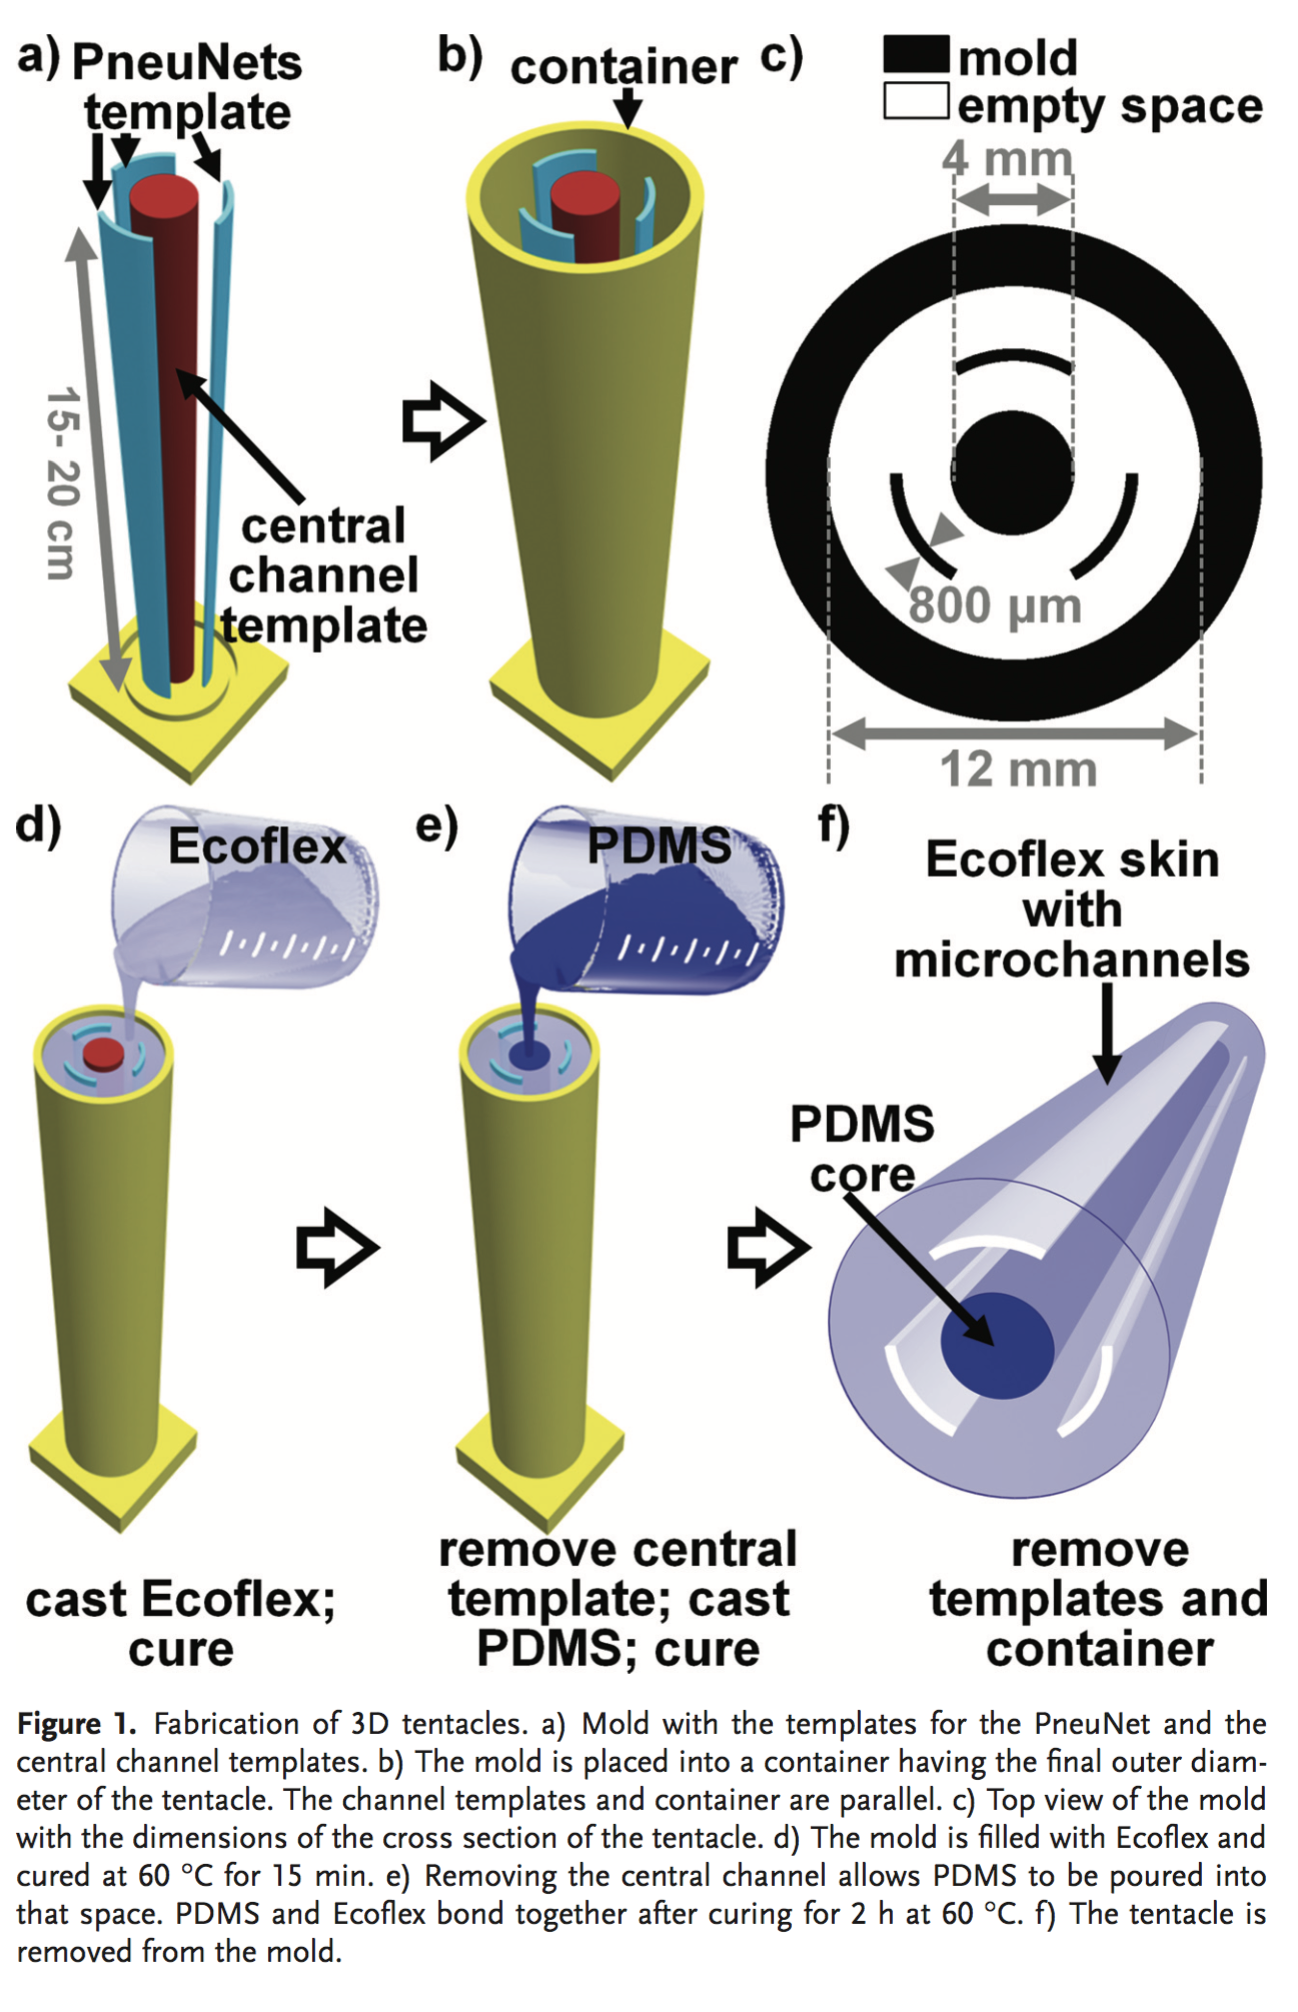 a) PneuNets
template
15- 20 cm
central
channel
template
b) container
c)
mold
empty space
4 mm
800 µm
12 mm
d)
Ecoflex
cast Ecoflex;
cure
e)
PDMS
remove central
template; cast
PDMS; cure
f)
Ecoflex skin
with
microchannels
PDMS
core
remove
templates and
container
Figure 1. Fabrication of 3D tentacles. a) Mold with the templates for the PneuNet and the
central channel templates. b) The mold is placed into a container having the final outer diam-
eter of the tentacle. The channel templates and container are parallel. c) Top view of the mold
with the dimensions of the cross section of the tentacle. d) The mold is filled with Ecoflex and
cured at 60 °C for 15 min. e) Removing the central channel allows PDMS to be poured into
that space. PDMS and Ecoflex bond together after curing for 2 h at 60 °C. f) The tentacle is
removed from the mold.